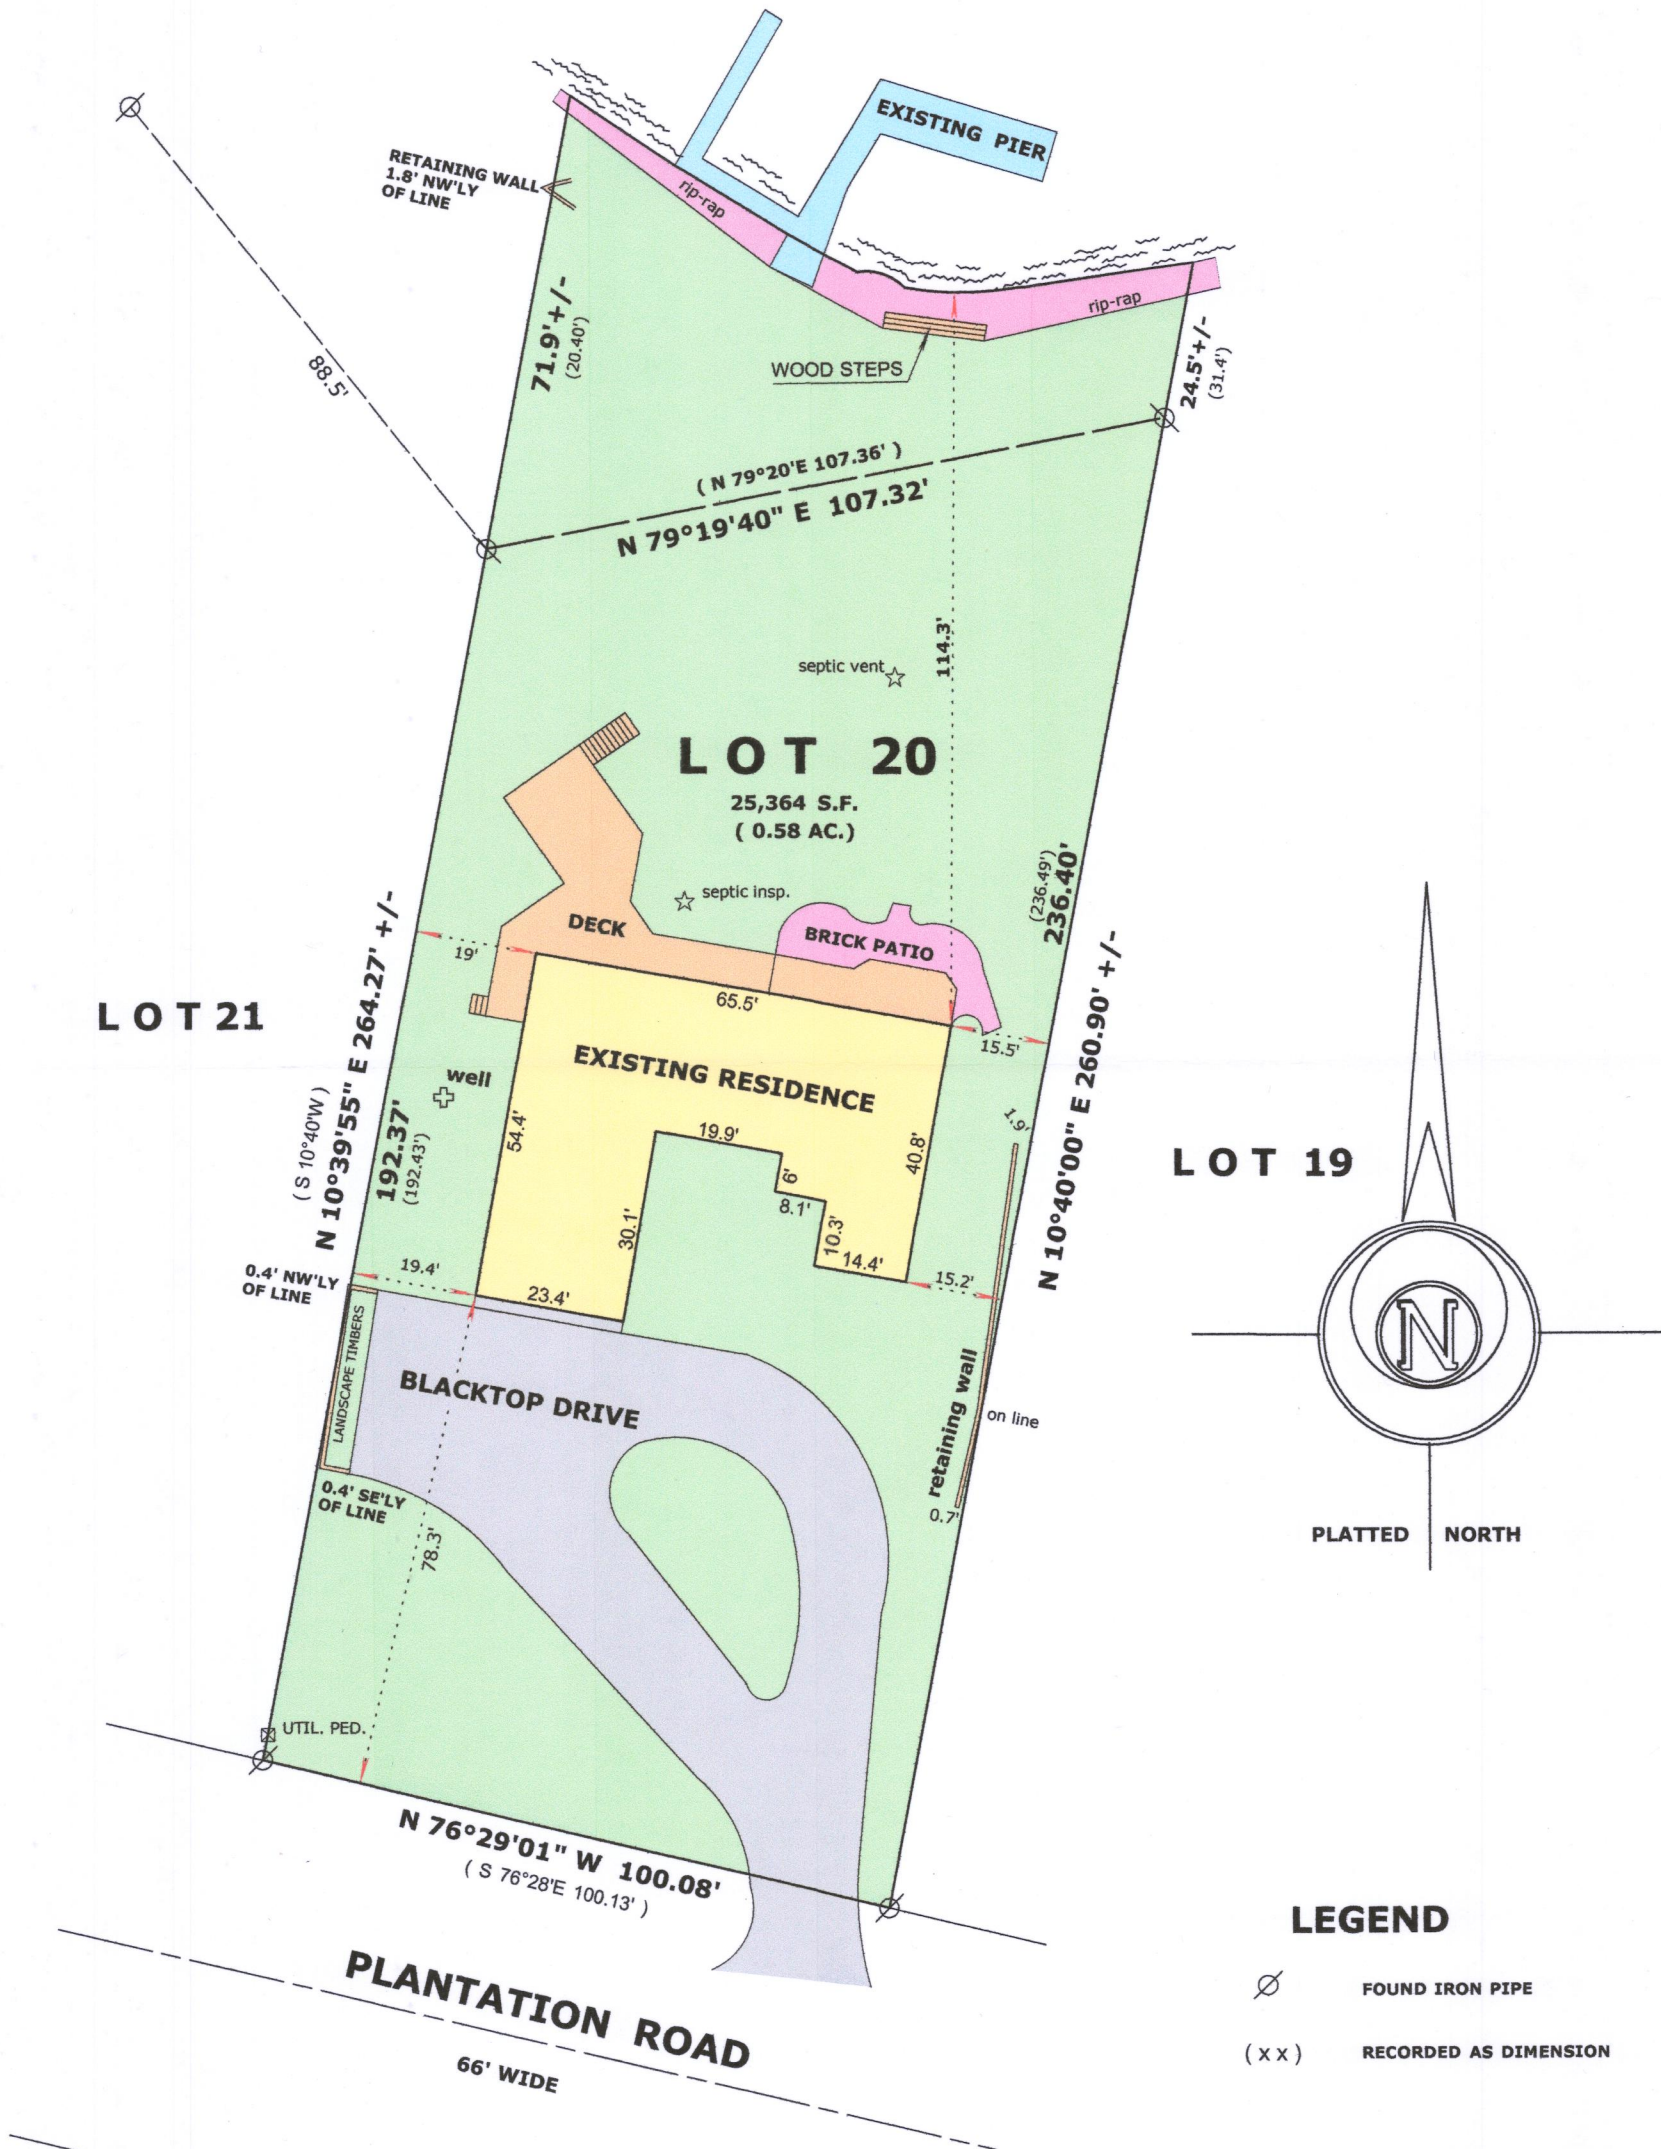 EXISTING PIER
RETAINING WALL
1.8' NW'LY
OF LINE
rip-rap
rip-rap
WOOD STEPS
71.9'+/-
(20.40')
24.5'+/-
(31.4')
88.5'
( N 79°20'E 107.36' )
N 79°19'40" E 107.32'
114.3'
septic vent
LOT 20
25,364 S.F.
( 0.58 AC.)
septic insp.
DECK
BRICK PATIO
(236.49')
236.40'
19'
65.5'
15.5'
LOT 21
EXISTING RESIDENCE
well
N 10°39'55" E 264.27' +/-
( S 10°40'W )
192.37'
(192.43')
N 10°40'00" E 260.90' +/-
1.9'
LOT 19
54.4'
19.9'
40.8'
6'
8.1'
30.1'
10.3'
14.4'
15.2'
19.4'
23.4'
0.4' NW'LY
OF LINE
LANDSCAPE TIMBERS
BLACKTOP DRIVE
retaining wall
on line
0.7'
0.4' SE'LY
OF LINE
78.3'
N
PLATTED NORTH
UTIL. PED.
N 76°29'01" W 100.08'
( S 76°28'E 100.13' )
PLANTATION ROAD
66' WIDE
LEGEND
FOUND IRON PIPE
(xx) RECORDED AS DIMENSION